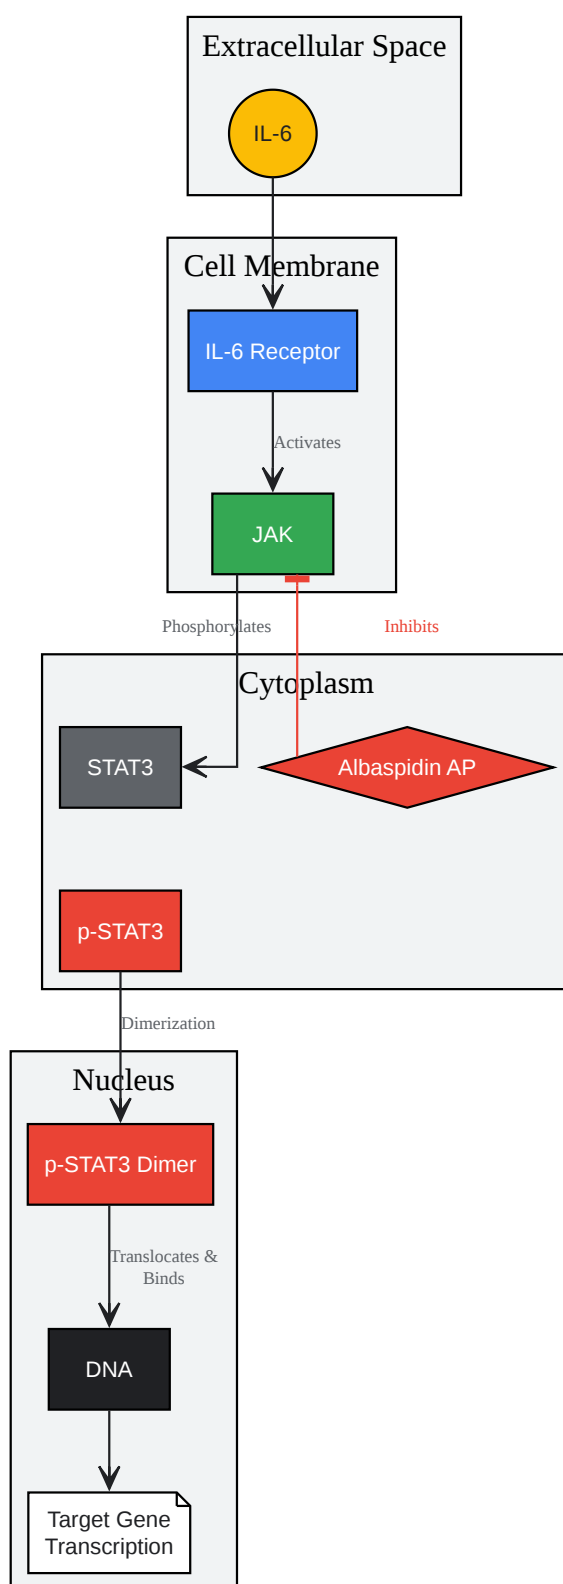 Extracellular Space
IL-6
Cell Membrane
IL-6 Receptor
Activates
JAK
Phosphorylates
Inhibits
Cytoplasm
STAT3
Albaspidin AP
p-STAT3
Dimerization
Nucleus
p-STAT3 Dimer
Translocates &
Binds
DNA
Target Gene
Transcription